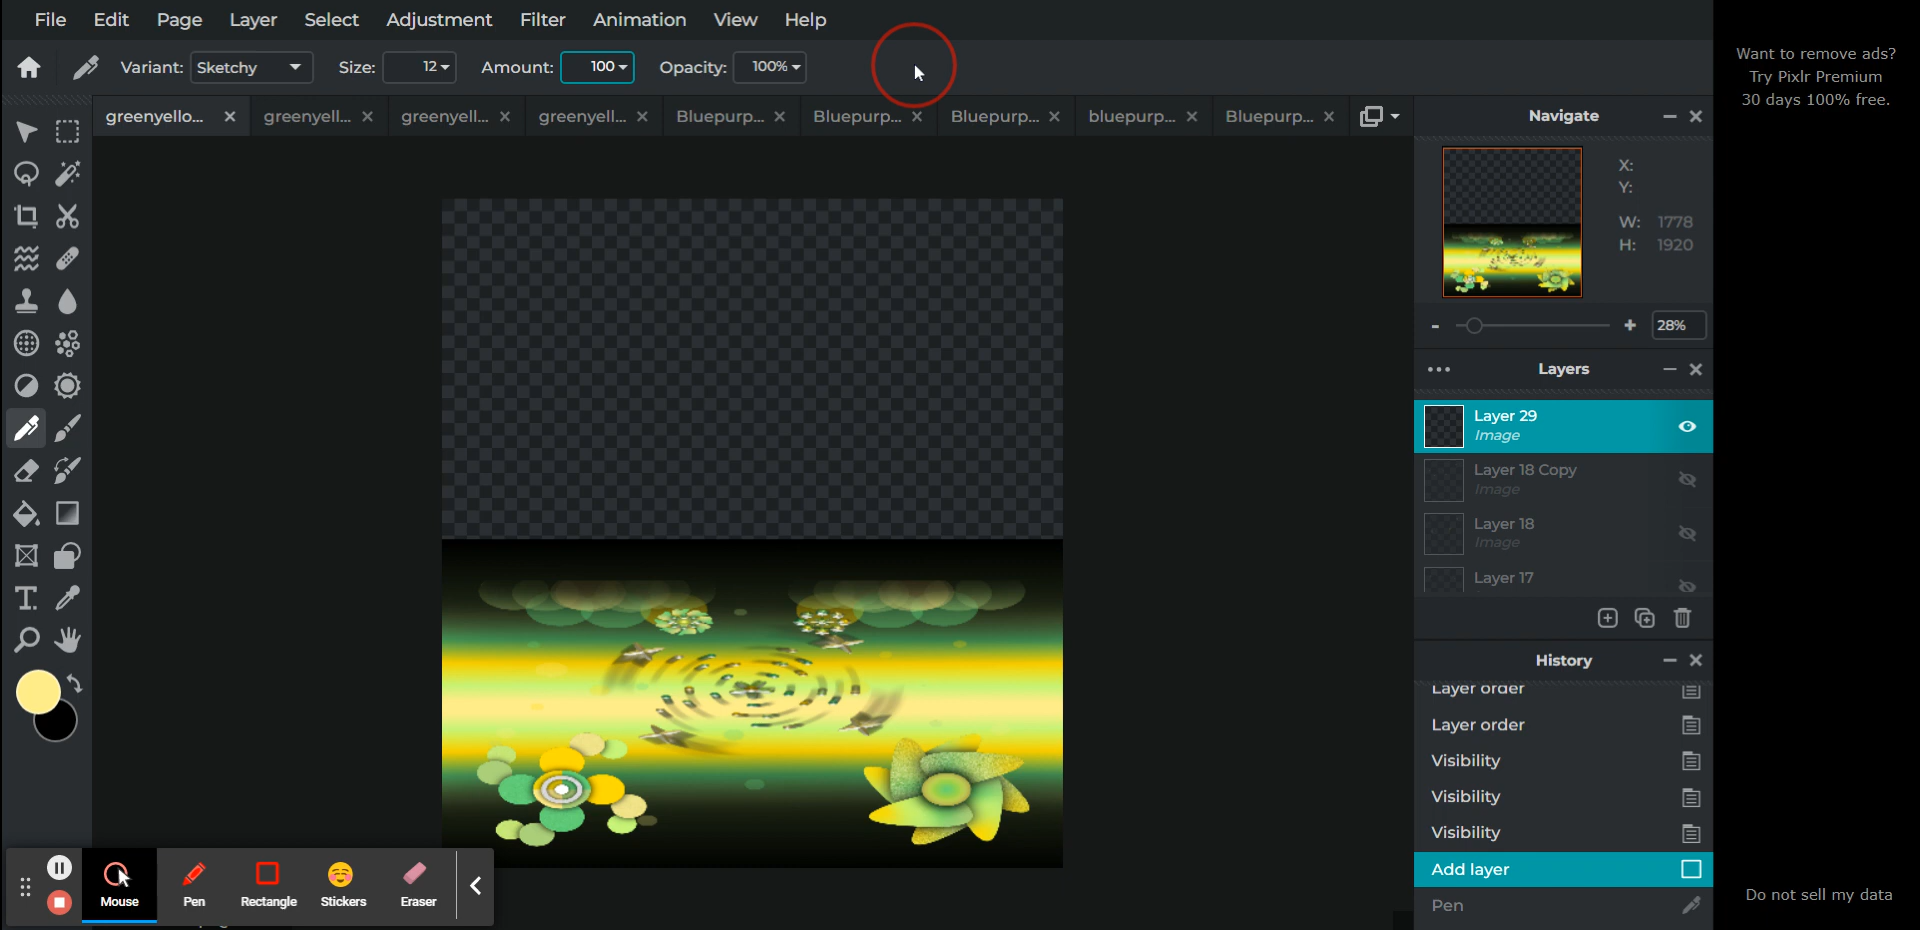 File Edit Page Layer Select Adjustment Filter Animation View Help
Variant: Sketchy Size: 12 Amount: 100 Opacity: 100%
greenyello... greenyell... greenyell... greenyell... Bluepurp... Bluepurp... Bluepurp... bluepurp... Bluepurp...
Navigate
X:
Y:
W: 1778
H: 1920
- + 28%
Layers
Layer 29
Image
Layer 18 Copy
Image
Layer 18
Image
Layer 17
History
Layer order
Layer order
Visibility
Visibility
Visibility
Add layer
Pen
Mouse Pen Rectangle Stickers Eraser
Want to remove ads?
Try Pixlr Premium
30 days 100% free.
Do not sell my data